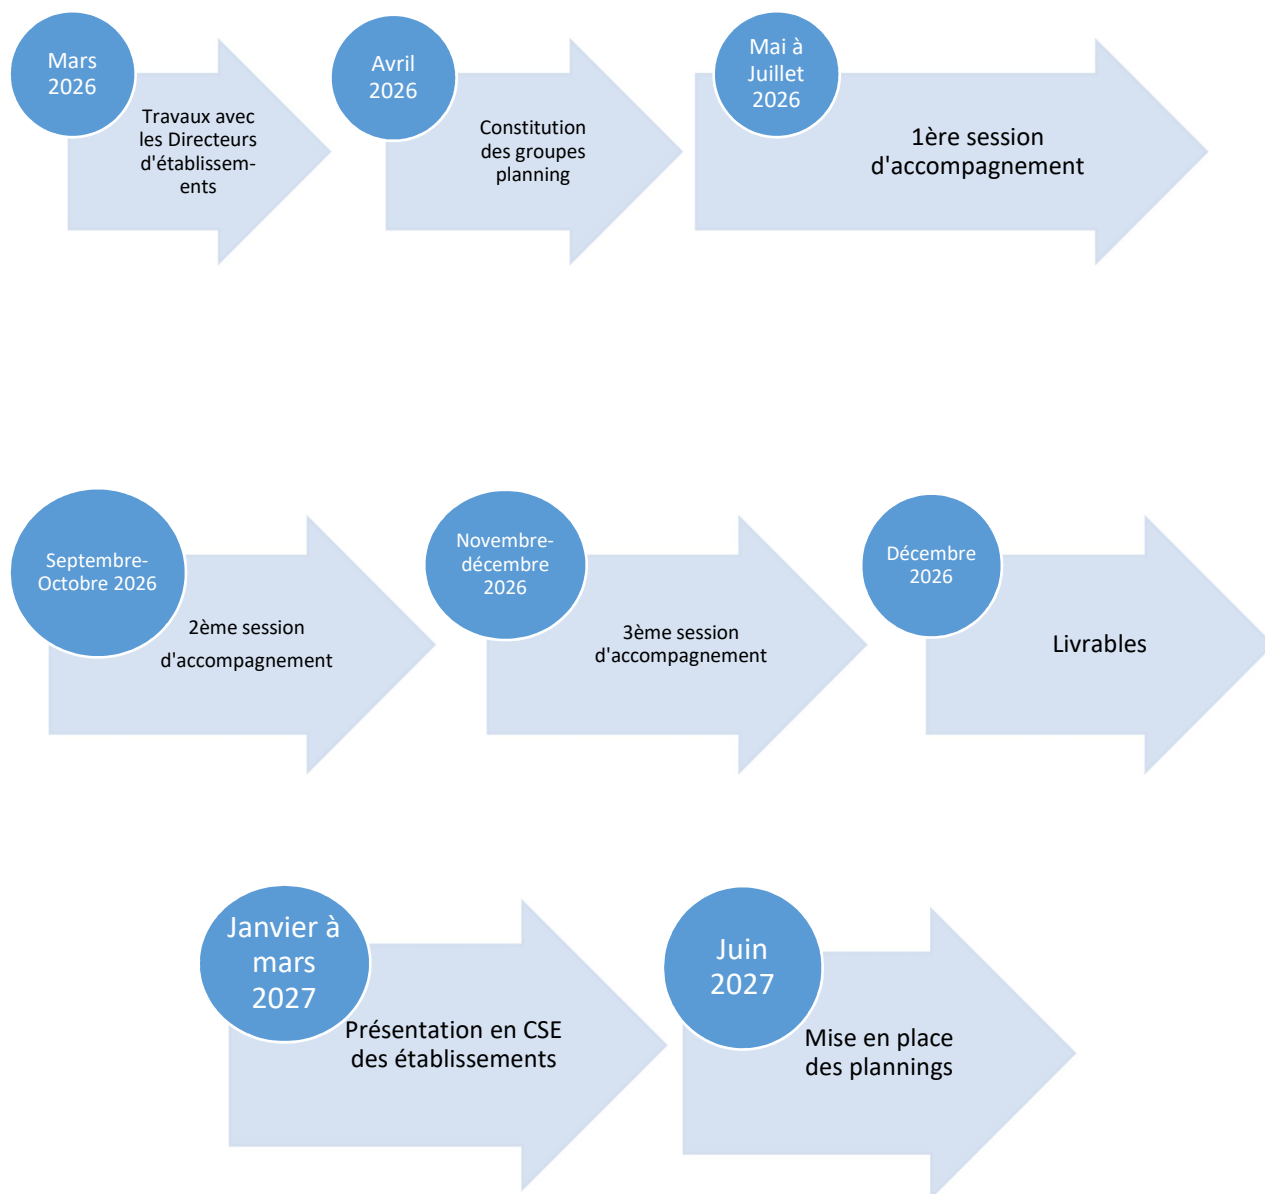 Mars
2026
Travaux avec
les Directeurs
d'établissem-
ents
Avril
2026
Constitution
des groupes
planning
Mai à
Juillet
2026
1ère session
d'accompagnement
Septembre-
Octobre 2026
2ème session
d'accompagnement
Novembre-
décembre
2026
3ème session
d'accompagnement
Décembre
2026
Livrables
Janvier à
mars
2027
Présentation en CSE
des établissements
Juin
2027
Mise en place
des plannings